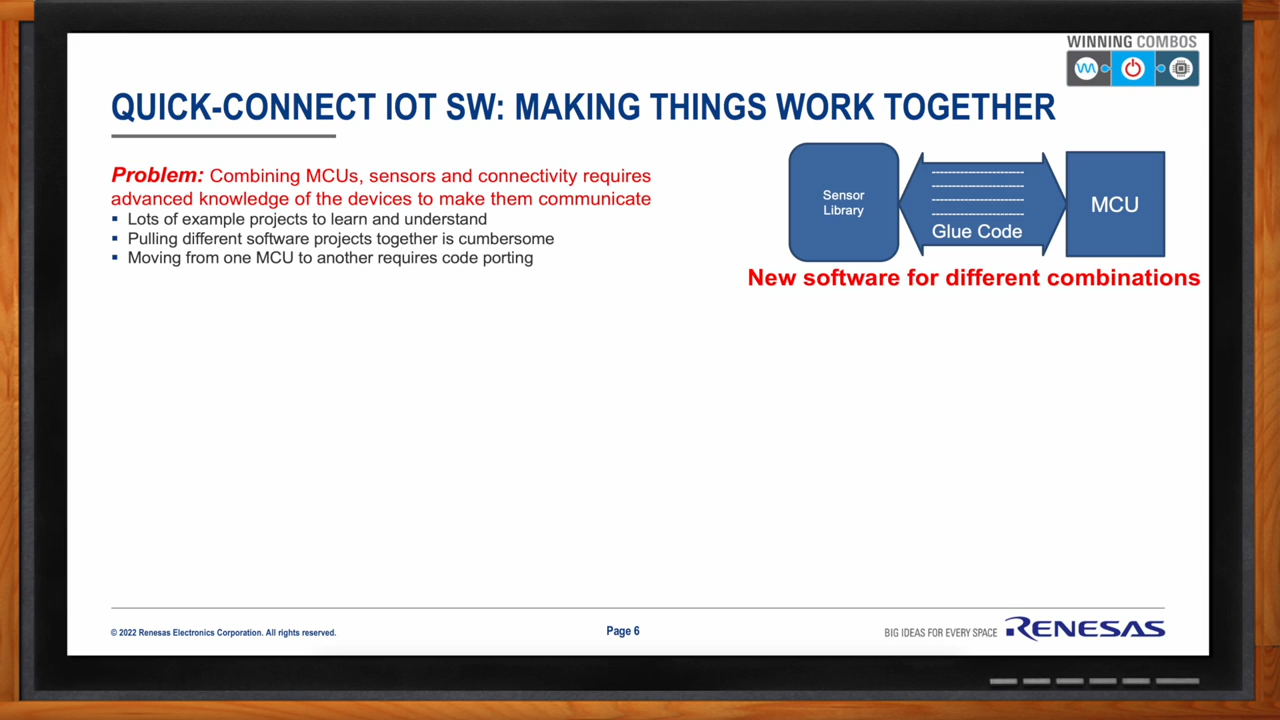 WINNING COMBOS
QUICK-CONNECT IOT SW: MAKING THINGS WORK TOGETHER
Problem: Combining MCUs, sensors and connectivity requires
advanced knowledge of the devices to make them communicate
▪ Lots of example projects to learn and understand
▪ Pulling different software projects together is cumbersome
▪ Moving from one MCU to another requires code porting
Sensor
Library
Glue Code
MCU
New software for different combinations
© 2022 Renesas Electronics Corporation. All rights reserved.
Page 6
BIG IDEAS FOR EVERY SPACE
RENESAS